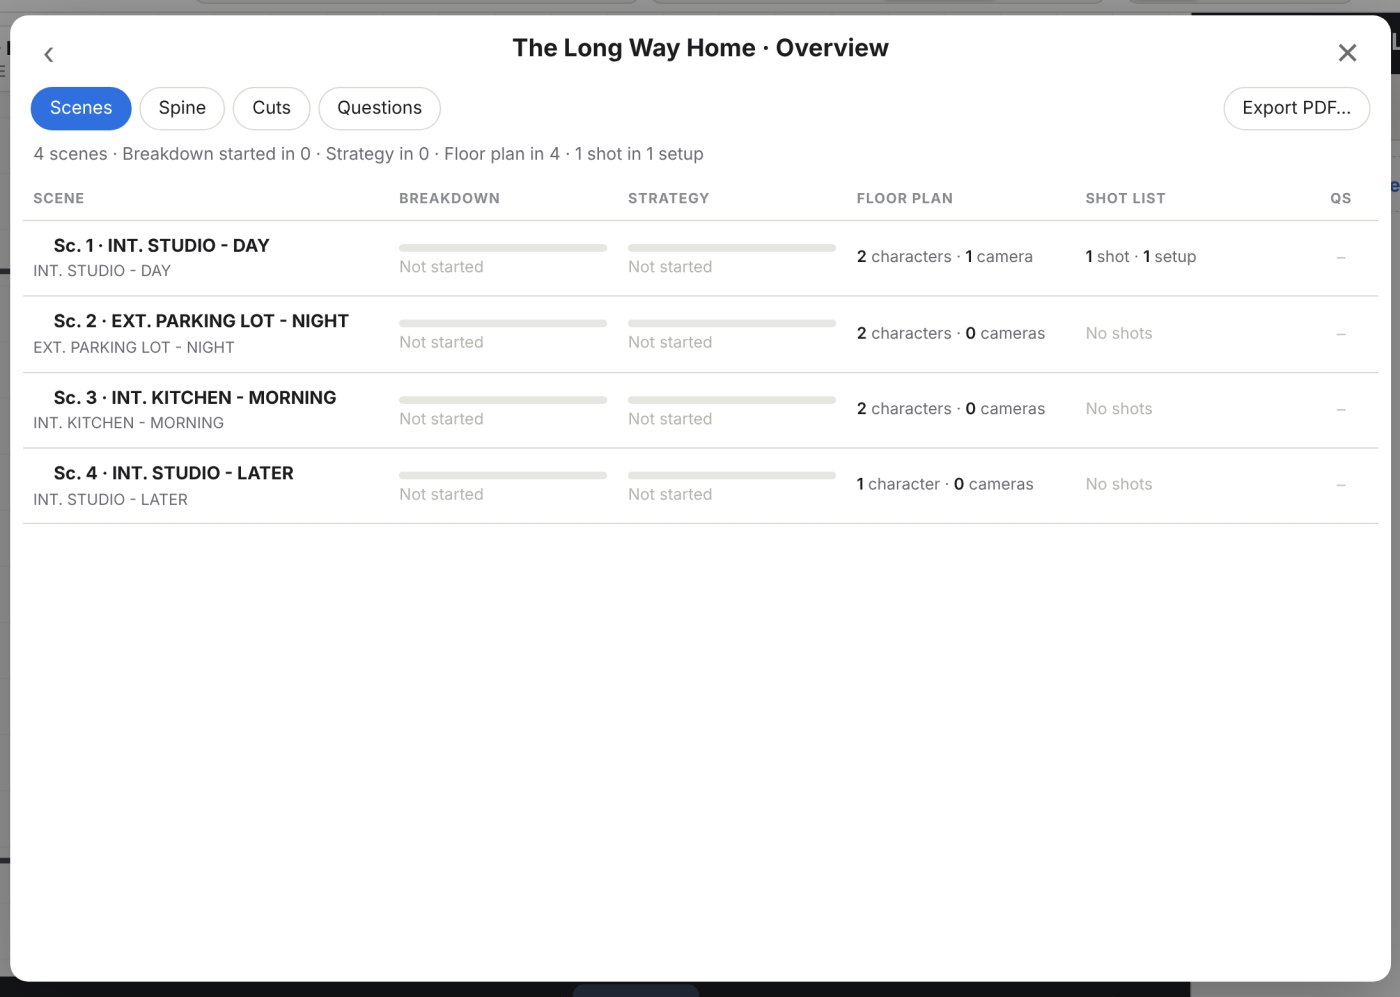 ‹
The Long Way Home · Overview
✕
Scenes Spine Cuts Questions Export PDF...
4 scenes · Breakdown started in 0 · Strategy in 0 · Floor plan in 4 · 1 shot in 1 setup
SCENE BREAKDOWN STRATEGY FLOOR PLAN SHOT LIST QS
Sc. 1 · INT. STUDIO - DAY
INT. STUDIO - DAY
Not started Not started 2 characters · 1 camera 1 shot · 1 setup –
Sc. 2 · EXT. PARKING LOT - NIGHT
EXT. PARKING LOT - NIGHT
Not started Not started 2 characters · 0 cameras No shots –
Sc. 3 · INT. KITCHEN - MORNING
INT. KITCHEN - MORNING
Not started Not started 2 characters · 0 cameras No shots –
Sc. 4 · INT. STUDIO - LATER
INT. STUDIO - LATER
Not started Not started 1 character · 0 cameras No shots –